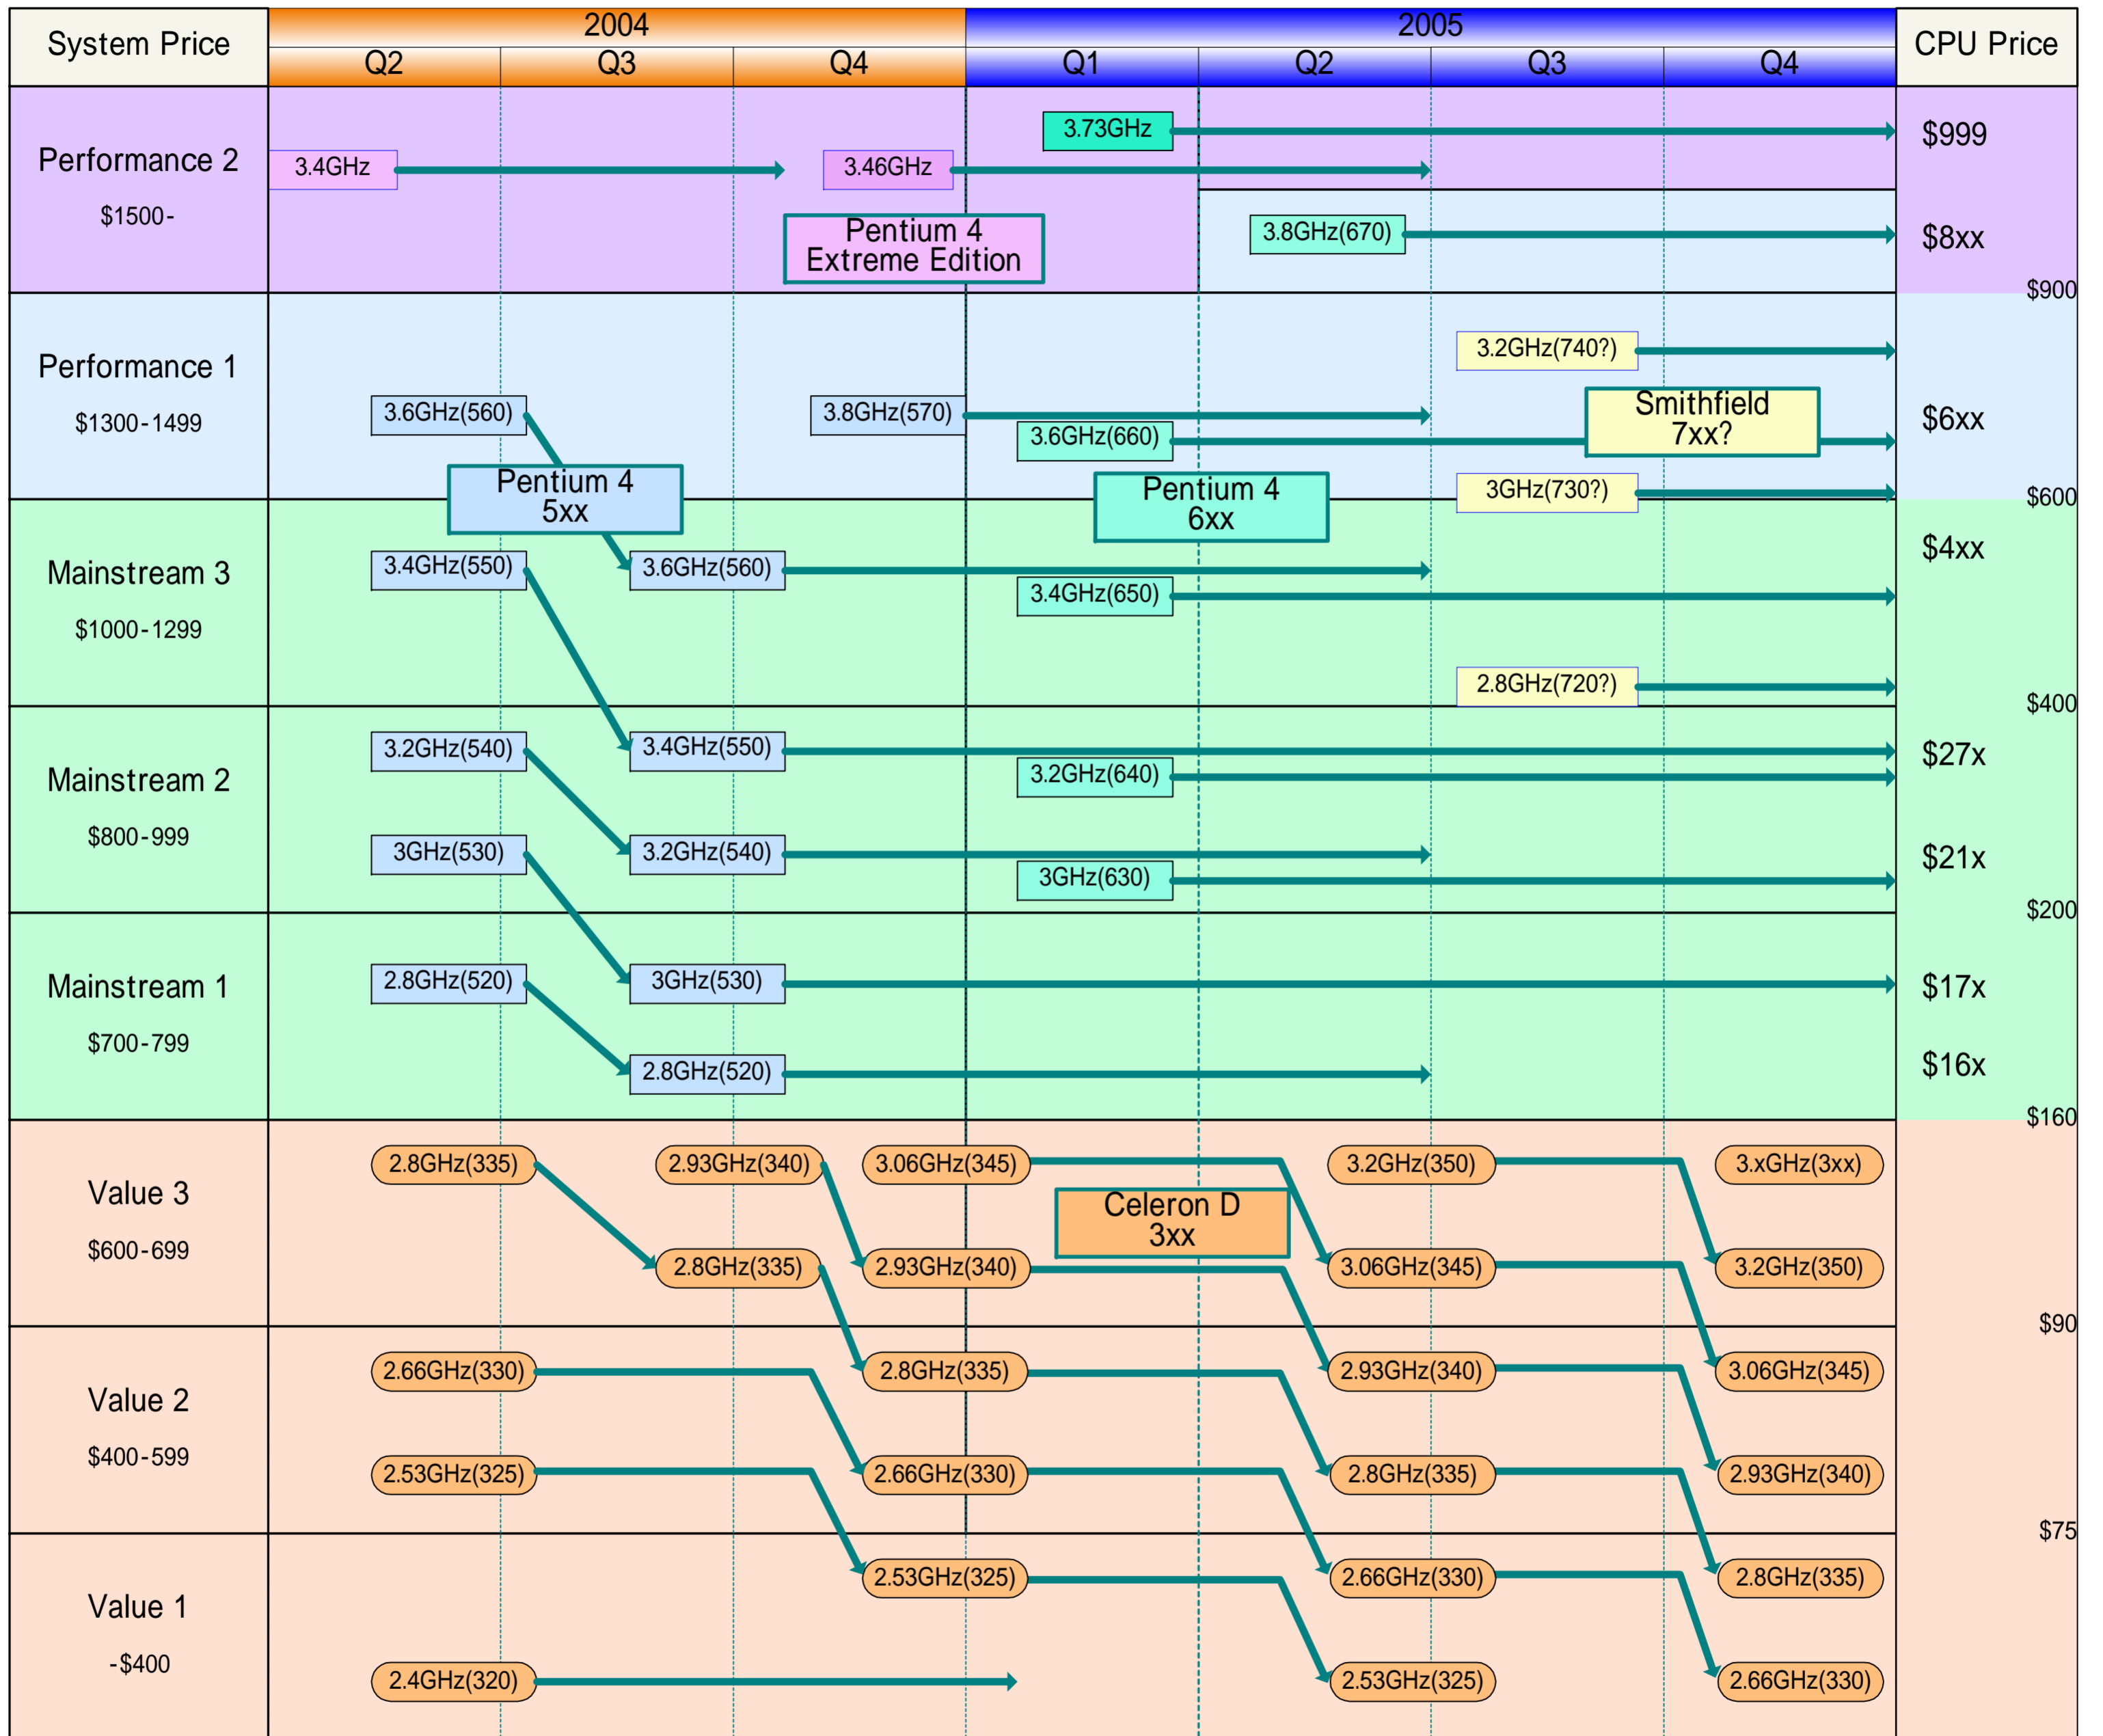 System Price
2004
2005
CPU Price
Q2
Q3
Q4
Q1
Q2
Q3
Q4
Performance 2
$1500-
3.73GHz
$999
3.4GHz
3.46GHz
Pentium 4
Extreme Edition
3.8GHz(670)
$8xx
$900
Performance 1
$1300-1499
3.2GHz(740?)
3.6GHz(560)
3.8GHz(570)
3.6GHz(660)
Smithfield
7xx?
$6xx
Pentium 4
5xx
Pentium 4
6xx
3GHz(730?)
$600
Mainstream 3
$1000-1299
$4xx
3.4GHz(550)
3.6GHz(560)
3.4GHz(650)
2.8GHz(720?)
$400
Mainstream 2
$800-999
3.2GHz(540)
3.4GHz(550)
3.2GHz(640)
$27x
3GHz(530)
3.2GHz(540)
3GHz(630)
$21x
$200
Mainstream 1
$700-799
2.8GHz(520)
3GHz(530)
$17x
2.8GHz(520)
$16x
$160
Value 3
$600-699
2.8GHz(335)
2.93GHz(340)
3.06GHz(345)
3.2GHz(350)
3.xGHz(3xx)
Celeron D
3xx
2.8GHz(335)
2.93GHz(340)
3.06GHz(345)
3.2GHz(350)
$90
Value 2
$400-599
2.66GHz(330)
2.8GHz(335)
2.93GHz(340)
3.06GHz(345)
2.53GHz(325)
2.66GHz(330)
2.8GHz(335)
2.93GHz(340)
$75
Value 1
-$400
2.53GHz(325)
2.66GHz(330)
2.8GHz(335)
2.4GHz(320)
2.53GHz(325)
2.66GHz(330)